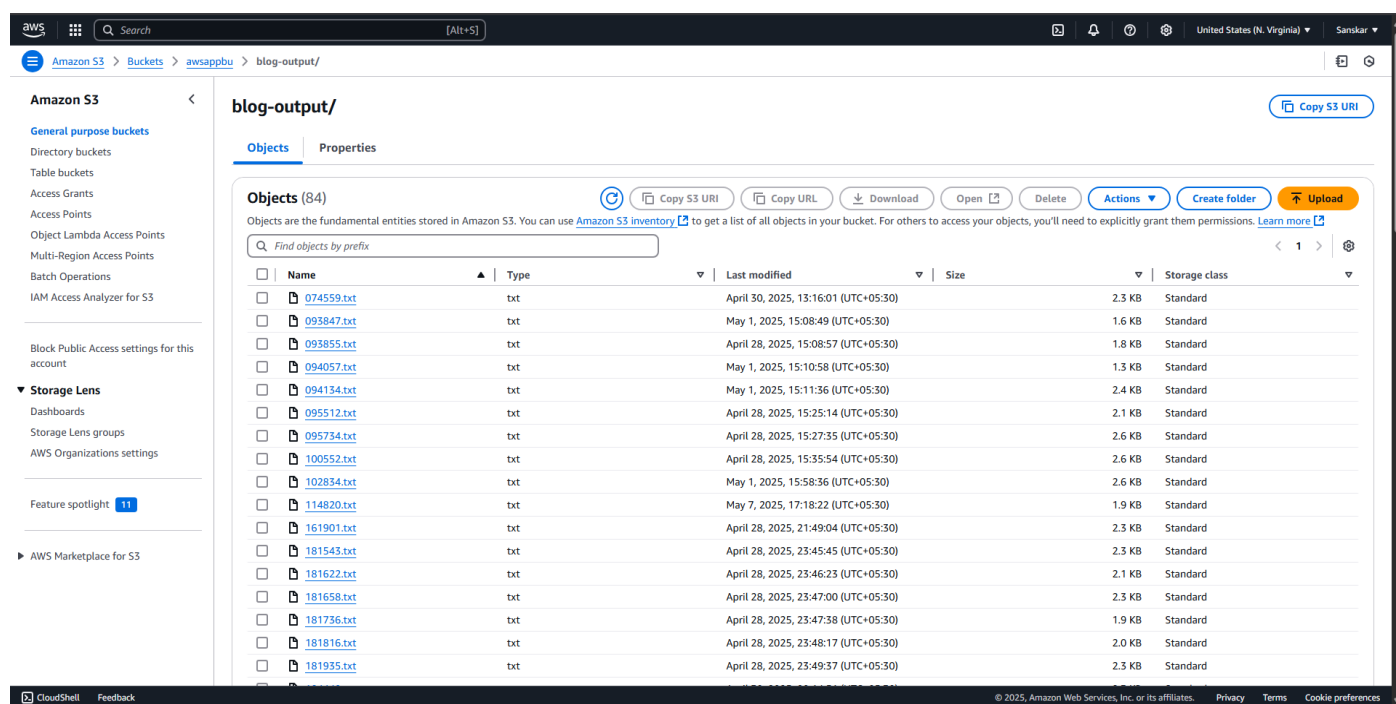 aws Search [Alt+S] United States (N. Virginia) ▼ Sanskar ▼
Amazon S3 > Buckets > awsappbu > blog-output/
Amazon S3
General purpose buckets
Directory buckets
Table buckets
Access Grants
Access Points
Object Lambda Access Points
Multi-Region Access Points
Batch Operations
IAM Access Analyzer for S3
Block Public Access settings for this
account
Storage Lens
Dashboards
Storage Lens groups
AWS Organizations settings
Feature spotlight 11
AWS Marketplace for S3
blog-output/
Copy S3 URI
Objects Properties
Objects (84) Copy S3 URI Copy URL Download Open Delete Actions ▼ Create folder Upload
Objects are the fundamental entities stored in Amazon S3. You can use Amazon S3 inventory to get a list of all objects in your bucket. For others to access your objects, you'll need to explicitly grant them permissions. Learn more
Find objects by prefix < 1 >
Name Type Last modified Size Storage class
074559.txt txt April 30, 2025, 13:16:01 (UTC+05:30) 2.3 KB Standard
093847.txt txt May 1, 2025, 15:08:49 (UTC+05:30) 1.6 KB Standard
093855.txt txt April 28, 2025, 15:08:57 (UTC+05:30) 1.8 KB Standard
094057.txt txt May 1, 2025, 15:10:58 (UTC+05:30) 1.3 KB Standard
094134.txt txt May 1, 2025, 15:11:36 (UTC+05:30) 2.4 KB Standard
095512.txt txt April 28, 2025, 15:25:14 (UTC+05:30) 2.1 KB Standard
095734.txt txt April 28, 2025, 15:27:35 (UTC+05:30) 2.6 KB Standard
100552.txt txt April 28, 2025, 15:35:54 (UTC+05:30) 2.6 KB Standard
102834.txt txt May 1, 2025, 15:58:36 (UTC+05:30) 2.6 KB Standard
114820.txt txt May 7, 2025, 17:18:22 (UTC+05:30) 1.9 KB Standard
161901.txt txt April 28, 2025, 21:49:04 (UTC+05:30) 2.3 KB Standard
181543.txt txt April 28, 2025, 23:45:45 (UTC+05:30) 2.3 KB Standard
181622.txt txt April 28, 2025, 23:46:23 (UTC+05:30) 2.1 KB Standard
181658.txt txt April 28, 2025, 23:47:00 (UTC+05:30) 2.3 KB Standard
181736.txt txt April 28, 2025, 23:47:38 (UTC+05:30) 1.9 KB Standard
181816.txt txt April 28, 2025, 23:48:17 (UTC+05:30) 2.0 KB Standard
181935.txt txt April 28, 2025, 23:49:37 (UTC+05:30) 2.3 KB Standard
CloudShell Feedback © 2025, Amazon Web Services, Inc. or its affiliates. Privacy Terms Cookie preferences